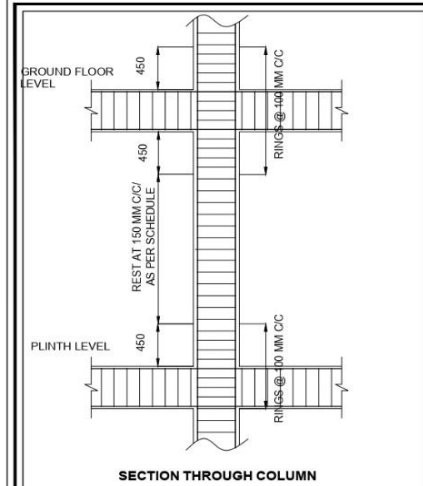 450
GROUND FLOOR
LEVEL
RINGS @ 100 MM C/C
450
REST AT 150 MM C/C/
AS PER SCHEDULE
450
PLINTH LEVEL
RINGS @ 100 MM C/C
SECTION THROUGH COLUMN